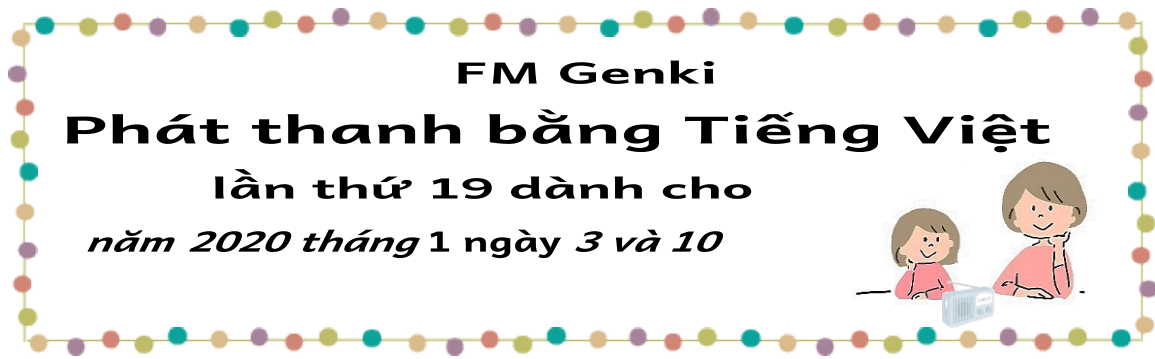 FM Genki
Phát thanh bằng Tiếng Việt
lần thứ 19 dành cho
năm 2020 tháng 1 ngày 3 và 10